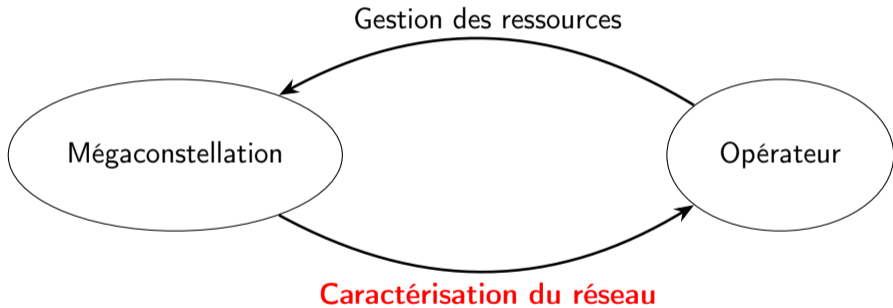 Gestion des ressources
Mégaconstellation
Opérateur
Caractérisation du réseau